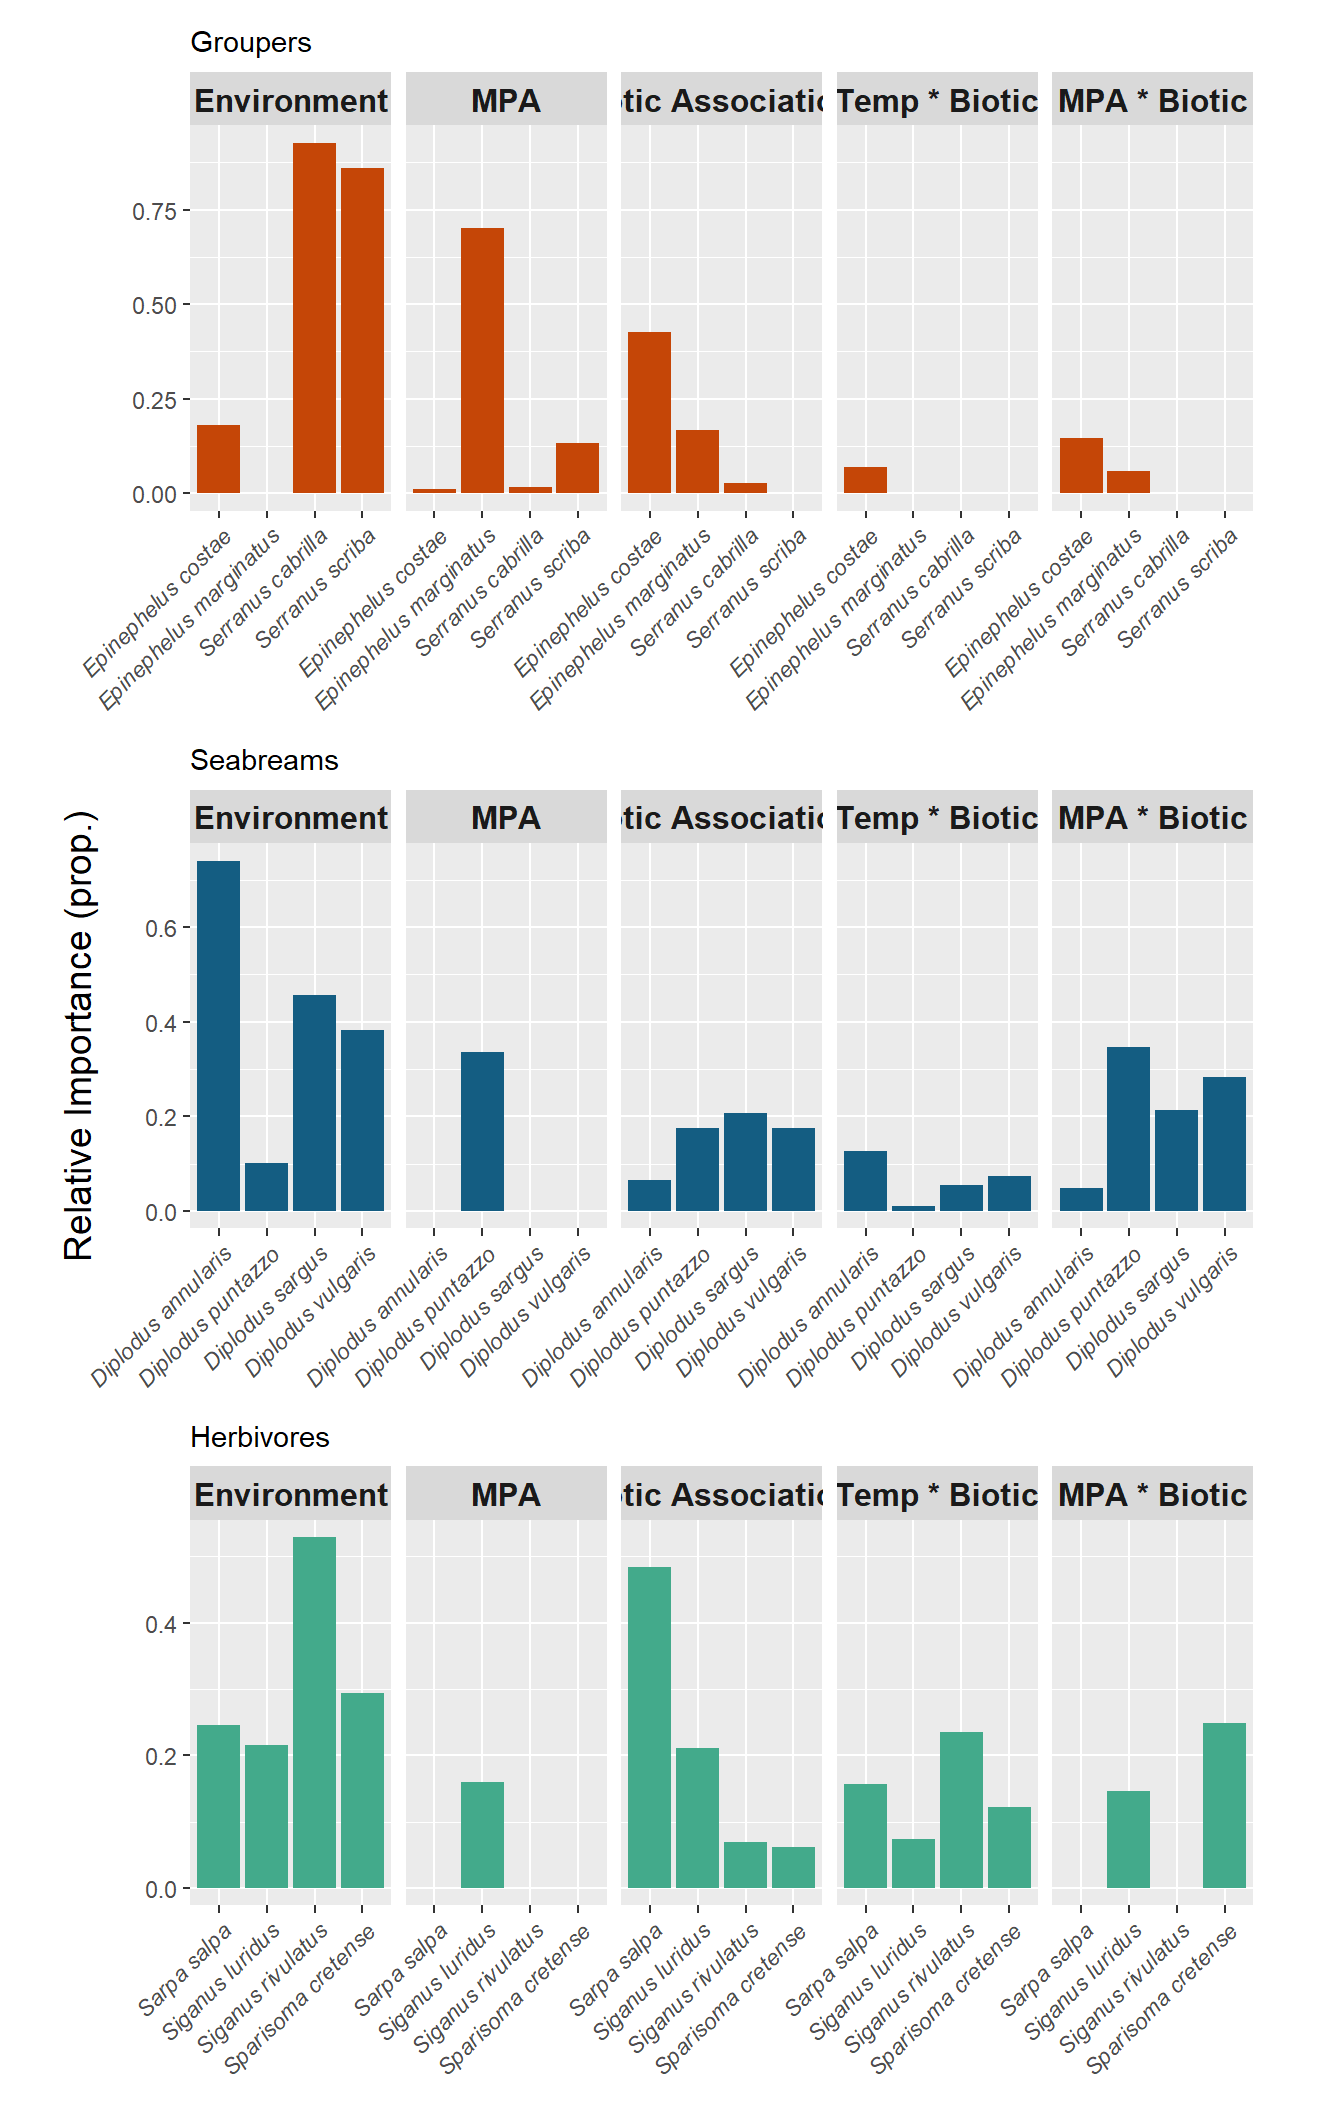 Groupers
Environment MPA otic Associatio Temp * Biotic MPA * Biotic
0.75
0.50
0.25
0.00
Epinephelus costae Epinephelus marginatus Serranus cabrilla Serranus scriba Epinephelus costae Epinephelus marginatus Serranus cabrilla Serranus scriba Epinephelus costae Epinephelus marginatus Serranus cabrilla Serranus scriba Epinephelus costae Epinephelus marginatus Serranus cabrilla Serranus scriba Epinephelus costae Epinephelus marginatus Serranus cabrilla Serranus scriba
Relative Importance (prop.)
Seabreams
Environment MPA otic Associatio Temp * Biotic MPA * Biotic
0.6
0.4
0.2
0.0
Diplodus annularis Diplodus puntazzo Diplodus sargus Diplodus vulgaris Diplodus annularis Diplodus puntazzo Diplodus sargus Diplodus vulgaris Diplodus annularis Diplodus puntazzo Diplodus sargus Diplodus vulgaris Diplodus annularis Diplodus puntazzo Diplodus sargus Diplodus vulgaris Diplodus annularis Diplodus puntazzo Diplodus sargus Diplodus vulgaris
Herbivores
Environment MPA otic Associatio Temp * Biotic MPA * Biotic
0.4
0.2
0.0
Sarpa salpa Siganus luridus Siganus rivulatus Sparisoma cretense Sarpa salpa Siganus luridus Siganus rivulatus Sparisoma cretense Sarpa salpa Siganus luridus Siganus rivulatus Sparisoma cretense Sarpa salpa Siganus luridus Siganus rivulatus Sparisoma cretense Sarpa salpa Siganus luridus Siganus rivulatus Sparisoma cretense